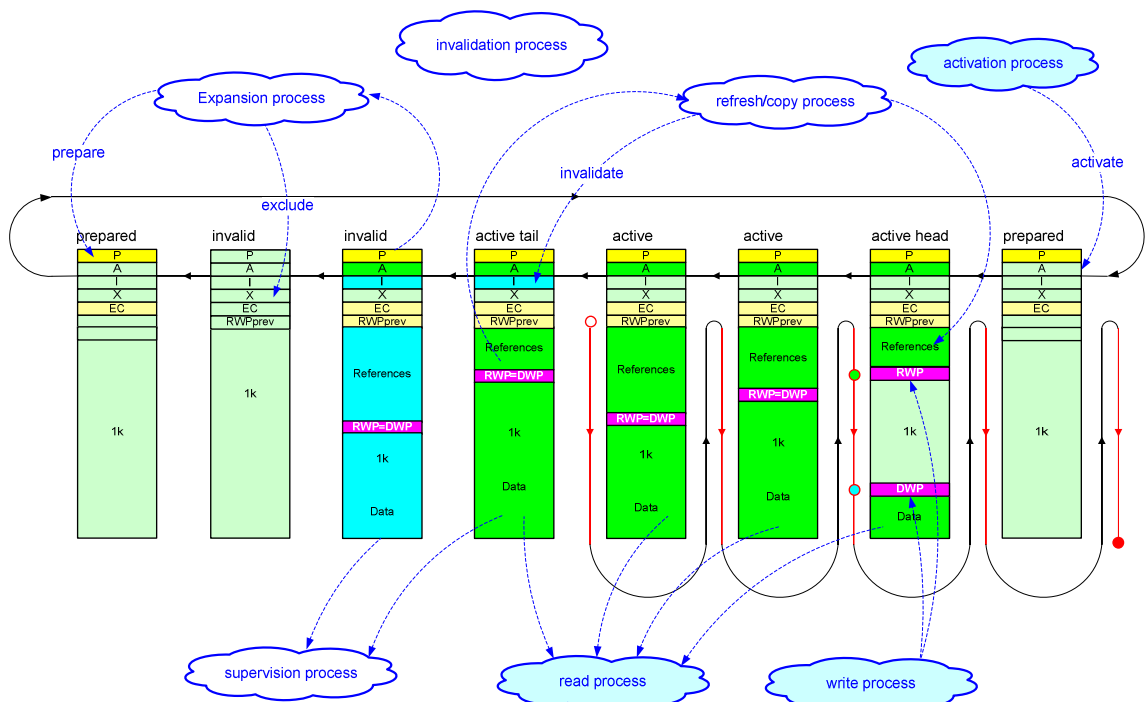 invalidation process
activation process
Expansion process
refresh/copy process
prepare
invalidate
activate
exclude
prepared
invalid
invalid
active tail
active
active
active head
prepared
P
A
I
X
EC
1k
P
A
I
X
EC
RWPprev
1k
P
A
I
X
EC
RWPprev
References
RWP=DWP
1k
Data
P
A
I
X
EC
RWPprev
References
RWP=DWP
1k
Data
P
A
I
X
EC
RWPprev
References
RWP=DWP
1k
Data
P
A
I
X
EC
RWPprev
References
RWP=DWP
1k
Data
P
A
I
X
EC
RWPprev
References
RWP
1k
DWP
Data
P
A
I
X
EC
1k
supervision process
read process
write process